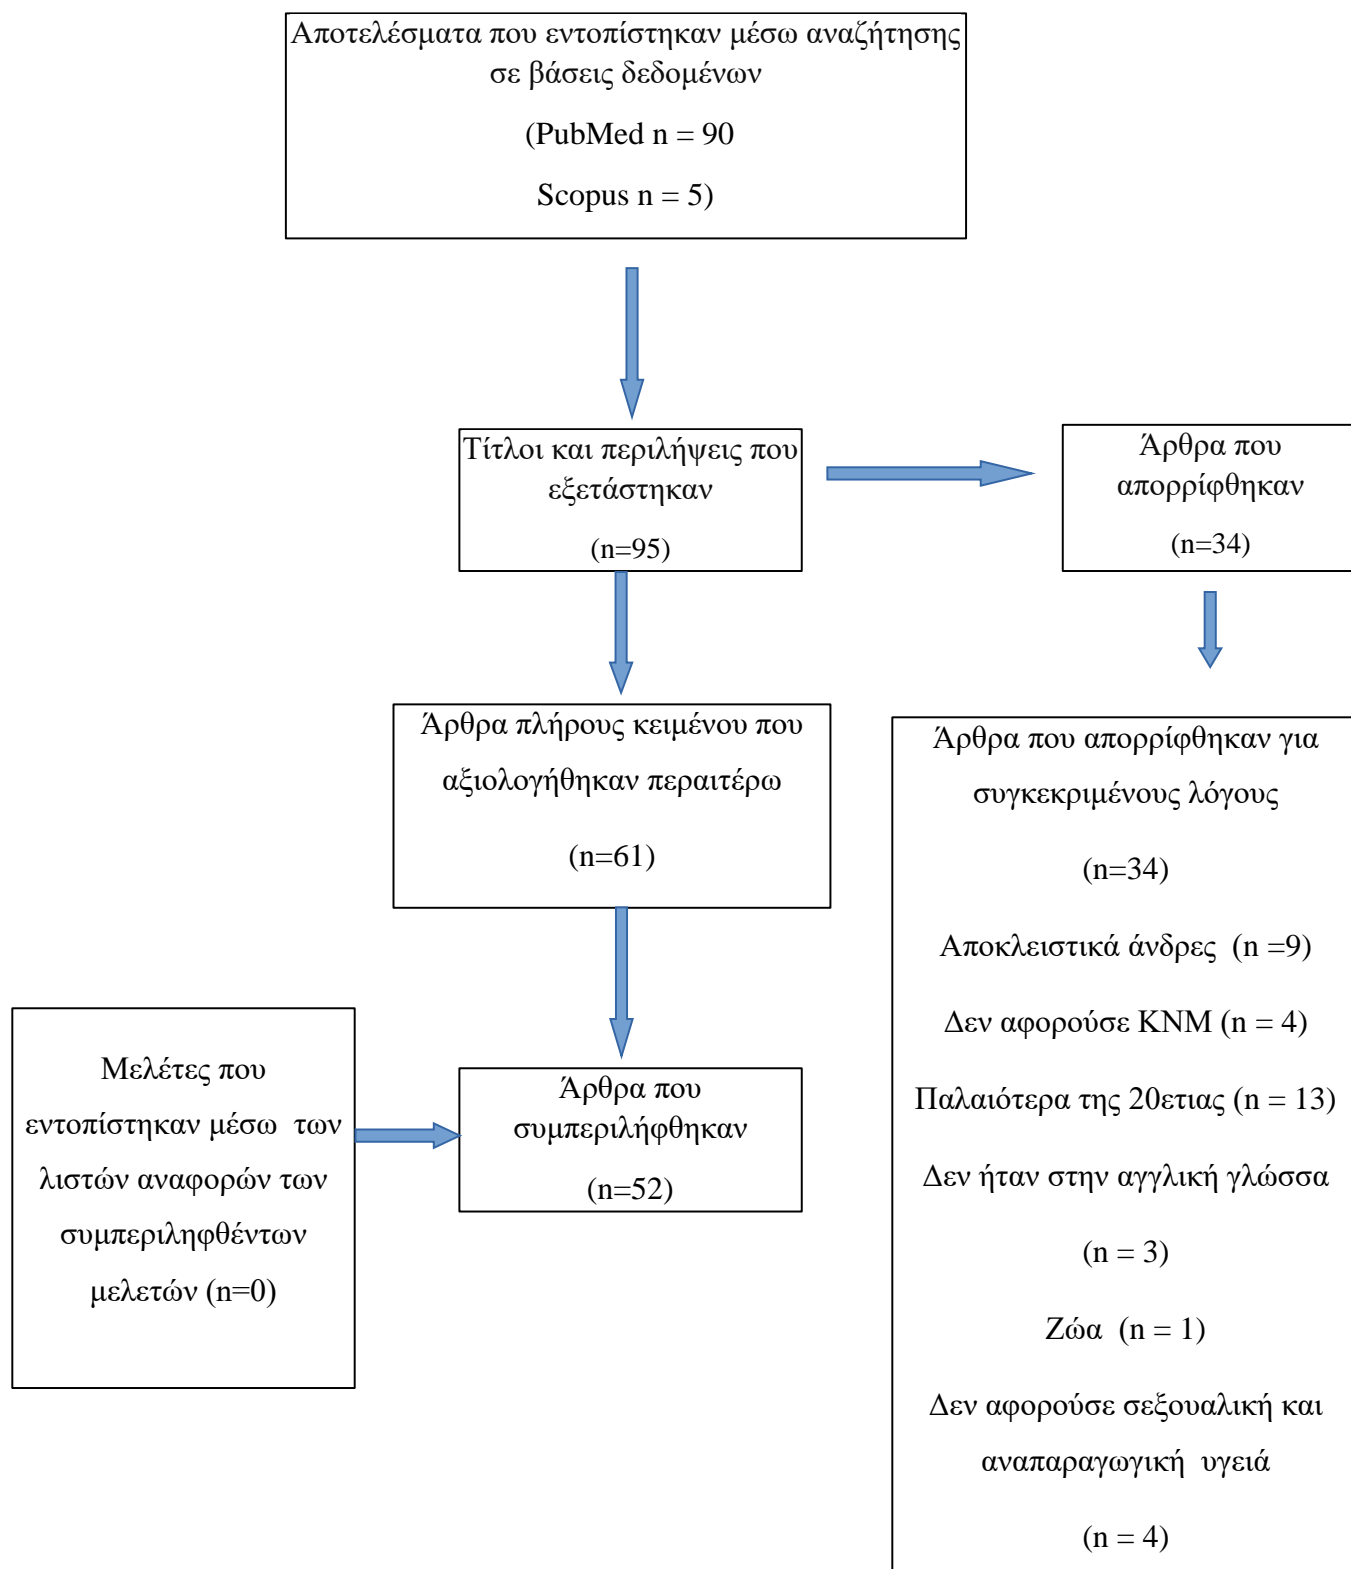 Αποτελέσματα που εντοπίστηκαν μέσω αναζήτησης
σε βάσεις δεδομένων
(PubMed n = 90
Scopus n = 5)
Τίτλοι και περιλήψεις που
εξετάστηκαν
(n=95)
Άρθρα που
απορρίφθηκαν
(n=34)
Άρθρα πλήρους κειμένου που
αξιολογήθηκαν περαιτέρω
(n=61)
Άρθρα που απορρίφθηκαν για
συγκεκριμένους λόγους
(n=34)
Αποκλειστικά άνδρες (n =9)
Δεν αφορούσε ΚΝΜ (n = 4)
Παλαιότερα της 20ετιας (n = 13)
Δεν ήταν στην αγγλική γλώσσα
(n = 3)
Ζώα (n = 1)
Δεν αφορούσε σεξουαλική και
αναπαραγωγική υγειά
(n = 4)
Μελέτες που
εντοπίστηκαν μέσω των
λιστών αναφορών των
συμπεριληφθέντων
μελετών (n=0)
Άρθρα που
συμπεριλήφθηκαν
(n=52)